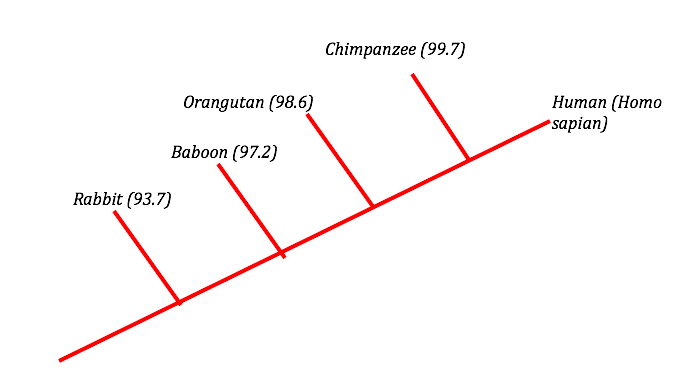 Chimpanzee (99.7)
Orangutan (98.6)
Human (Homo
sapian)
Baboon (97.2)
Rabbit (93.7)